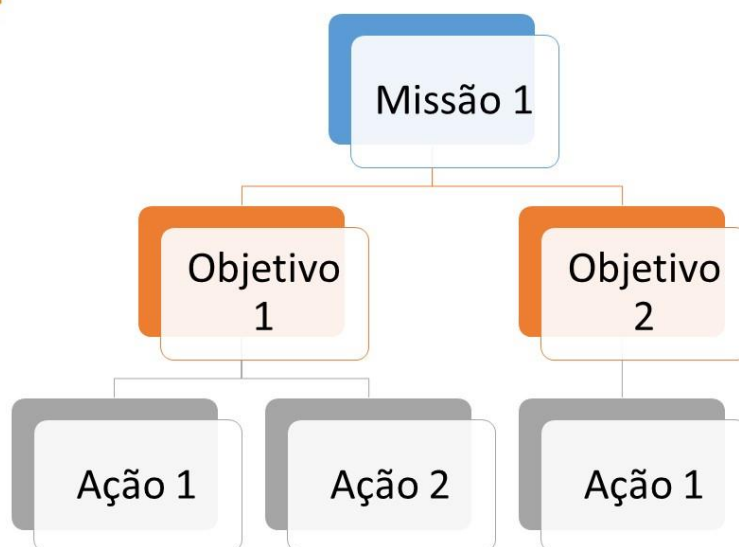 Missão 1
Objetivo
1
Objetivo
2
Ação 1
Ação 2
Ação 1